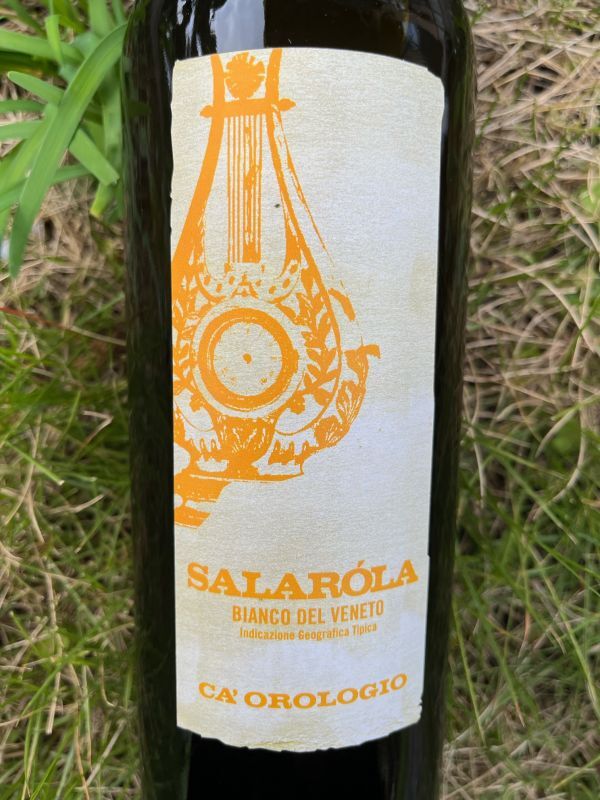 SALARÓLA
BIANCO DEL VENETO
Indicazione Geografica Tipica
CA' OROLOGIO